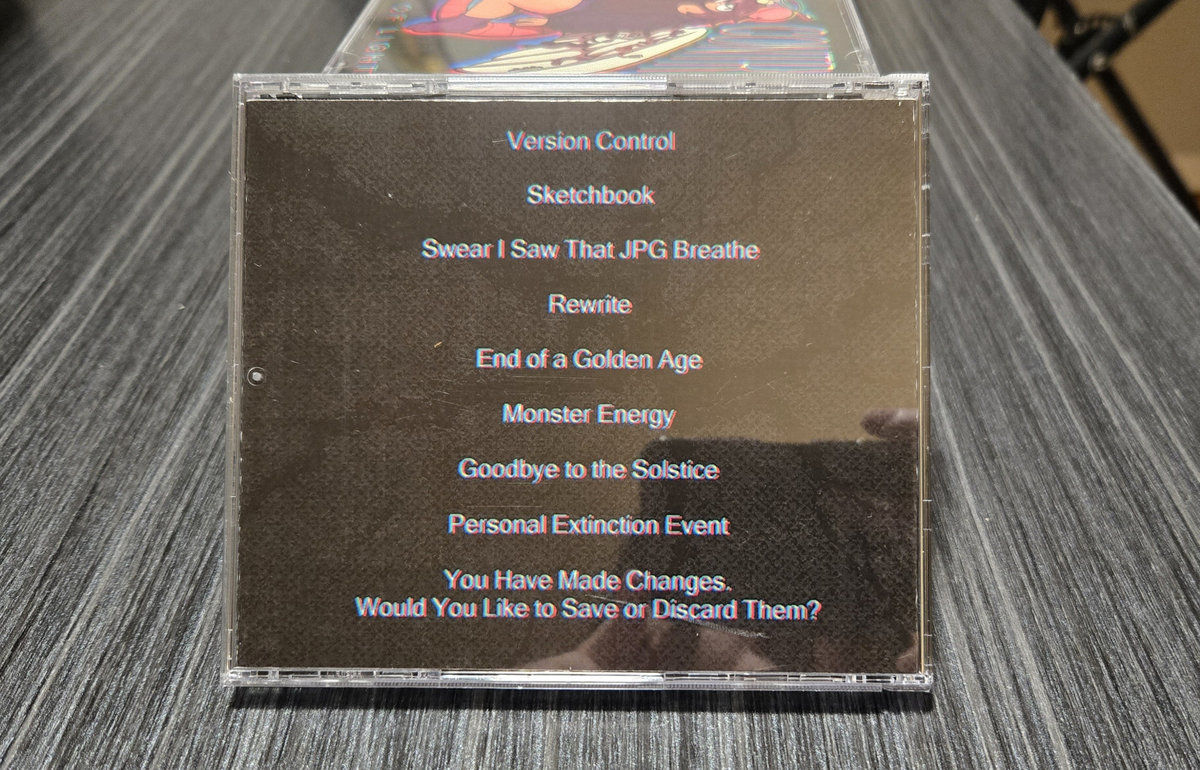 Version Control
Sketchbook
Swear I Saw That JPG Breathe
Rewrite
End of a Golden Age
Monster Energy
Goodbye to the Solstice
Personal Extinction Event
You Have Made Changes.
Would You Like to Save or Discard Them?